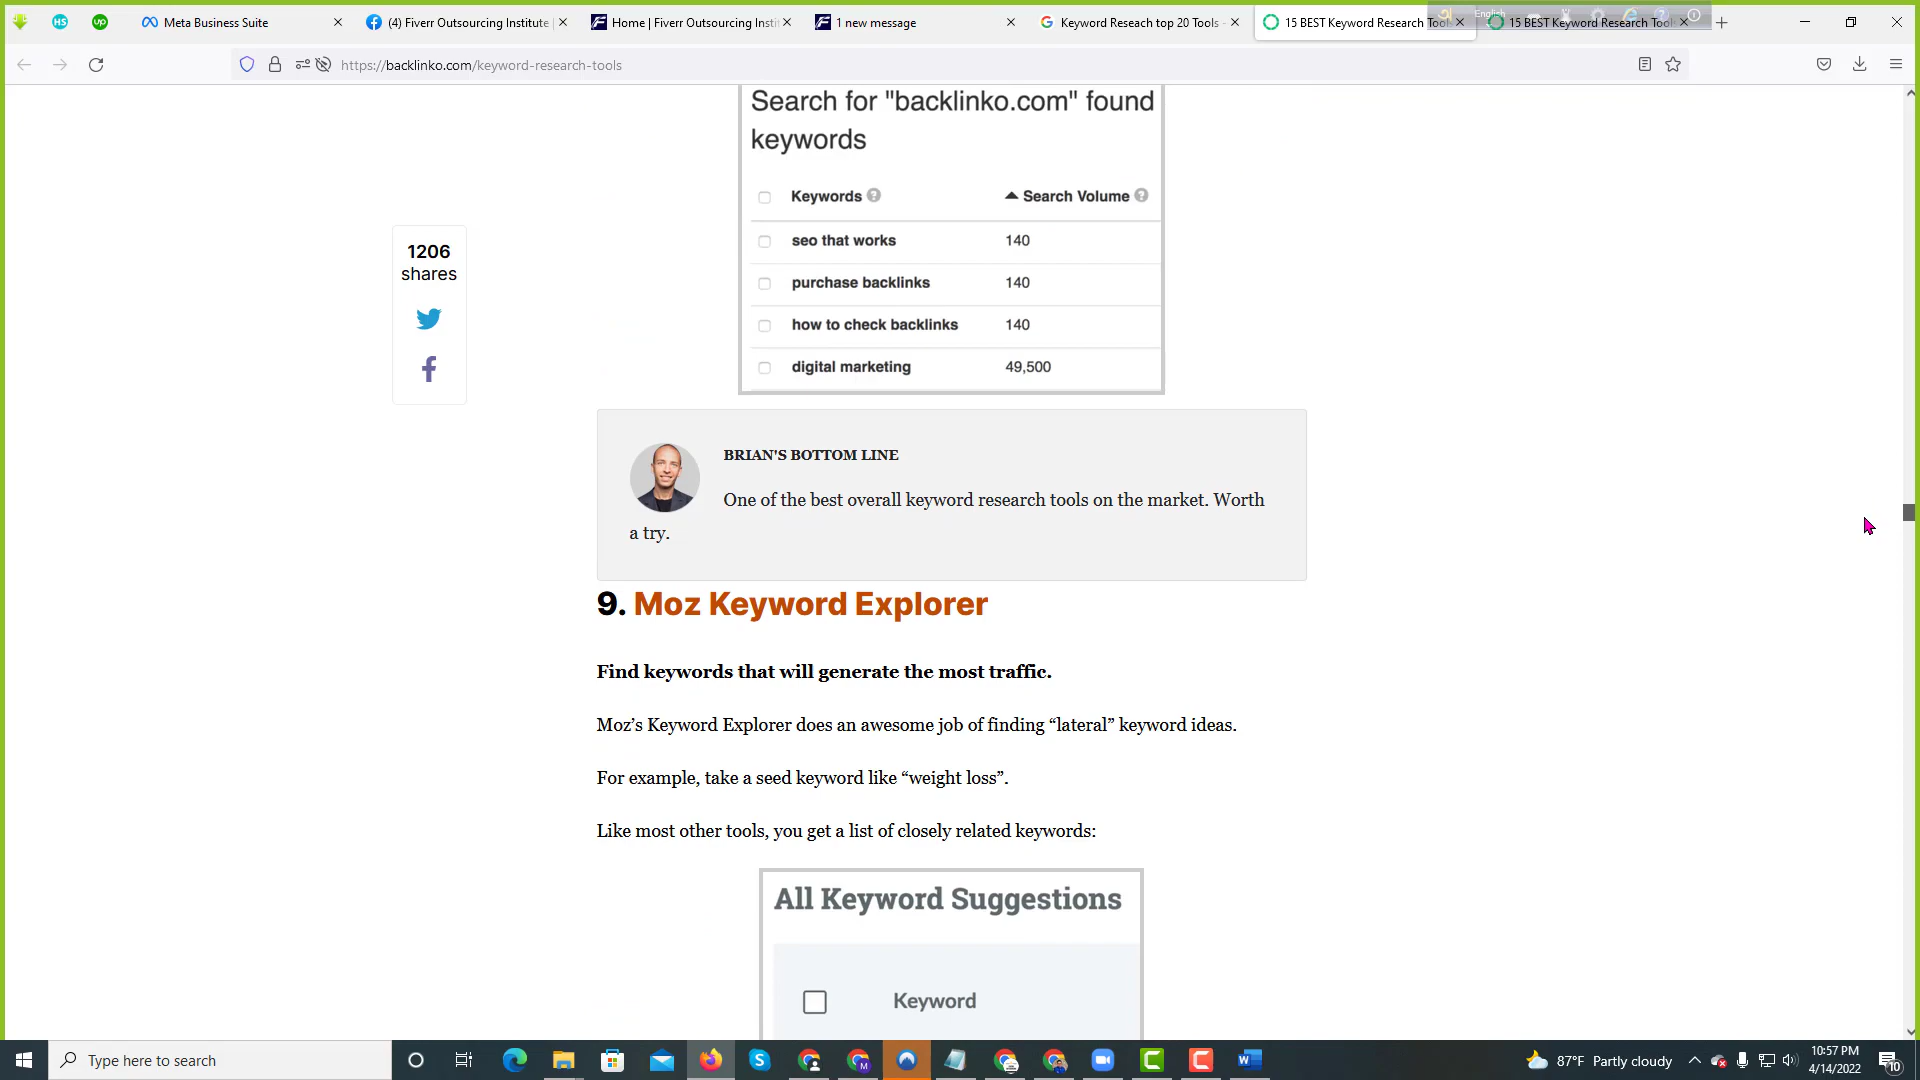 Meta Business Suite
(4) Fiverr Outsourcing Institute
Home | Fiverr Outsourcing Insti
1 new message
Keyword Reseach top 20 Tools -
15 BEST Keyword Research Tools
15 BEST Keyword Research Tool
English
https://backlinko.com/keyword-research-tools
Search for "backlinko.com" found
keywords
Keywords
Search Volume
seo that works 140
purchase backlinks 140
how to check backlinks 140
digital marketing 49,500
1206
shares
BRIAN'S BOTTOM LINE
One of the best overall keyword research tools on the market. Worth
a try.
9. Moz Keyword Explorer
Find keywords that will generate the most traffic.
Moz’s Keyword Explorer does an awesome job of finding “lateral” keyword ideas.
For example, take a seed keyword like “weight loss”.
Like most other tools, you get a list of closely related keywords:
All Keyword Suggestions
Keyword
Type here to search
87°F Partly cloudy
10:57 PM
4/14/2022
10